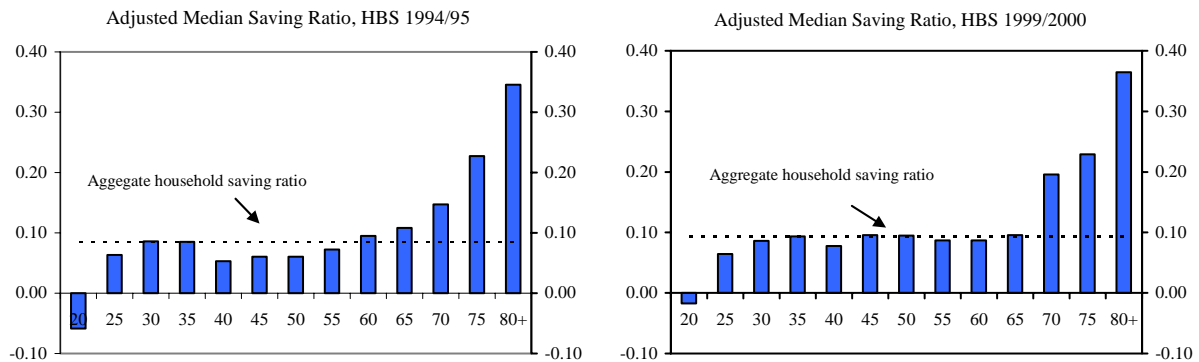 Adjusted Median Saving Ratio, HBS 1994/95
0.40 0.40
0.30 0.30
0.20 0.20
Aggegate household saving ratio
0.10 0.10
0.00 0.00
20 25 30 35 40 45 50 55 60 65 70 75 80+
-0.10 -0.10
Adjusted Median Saving Ratio, HBS 1999/2000
0.40 0.40
0.30 0.30
0.20 0.20
Aggregate household saving ratio
0.10 0.10
0.00 0.00
20 25 30 35 40 45 50 55 60 65 70 75 80+
-0.10 -0.10